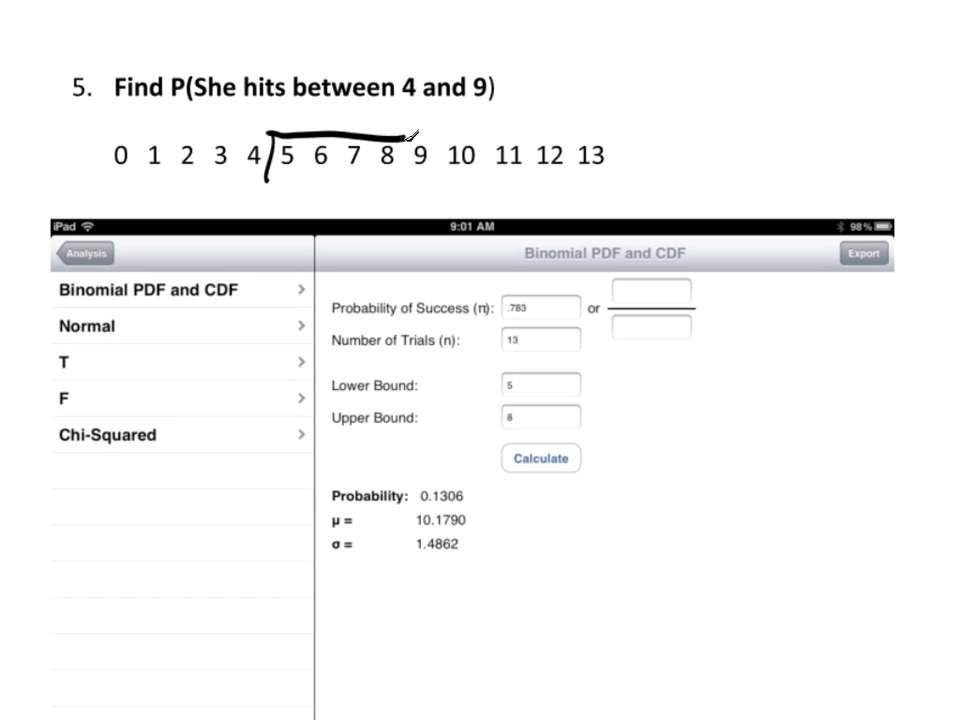 5. Find P(She hits between 4 and 9)
0 1 2 3 4 5 6 7 8 9 10 11 12 13
iPad 9:01 AM 98%
Analysis Binomial PDF and CDF Export
Binomial PDF and CDF
Normal
T
F
Chi-Squared
Probability of Success (π): .783 or
Number of Trials (n): 13
Lower Bound: 5
Upper Bound: 8
Calculate
Probability: 0.1306
μ = 10.1790
σ = 1.4862